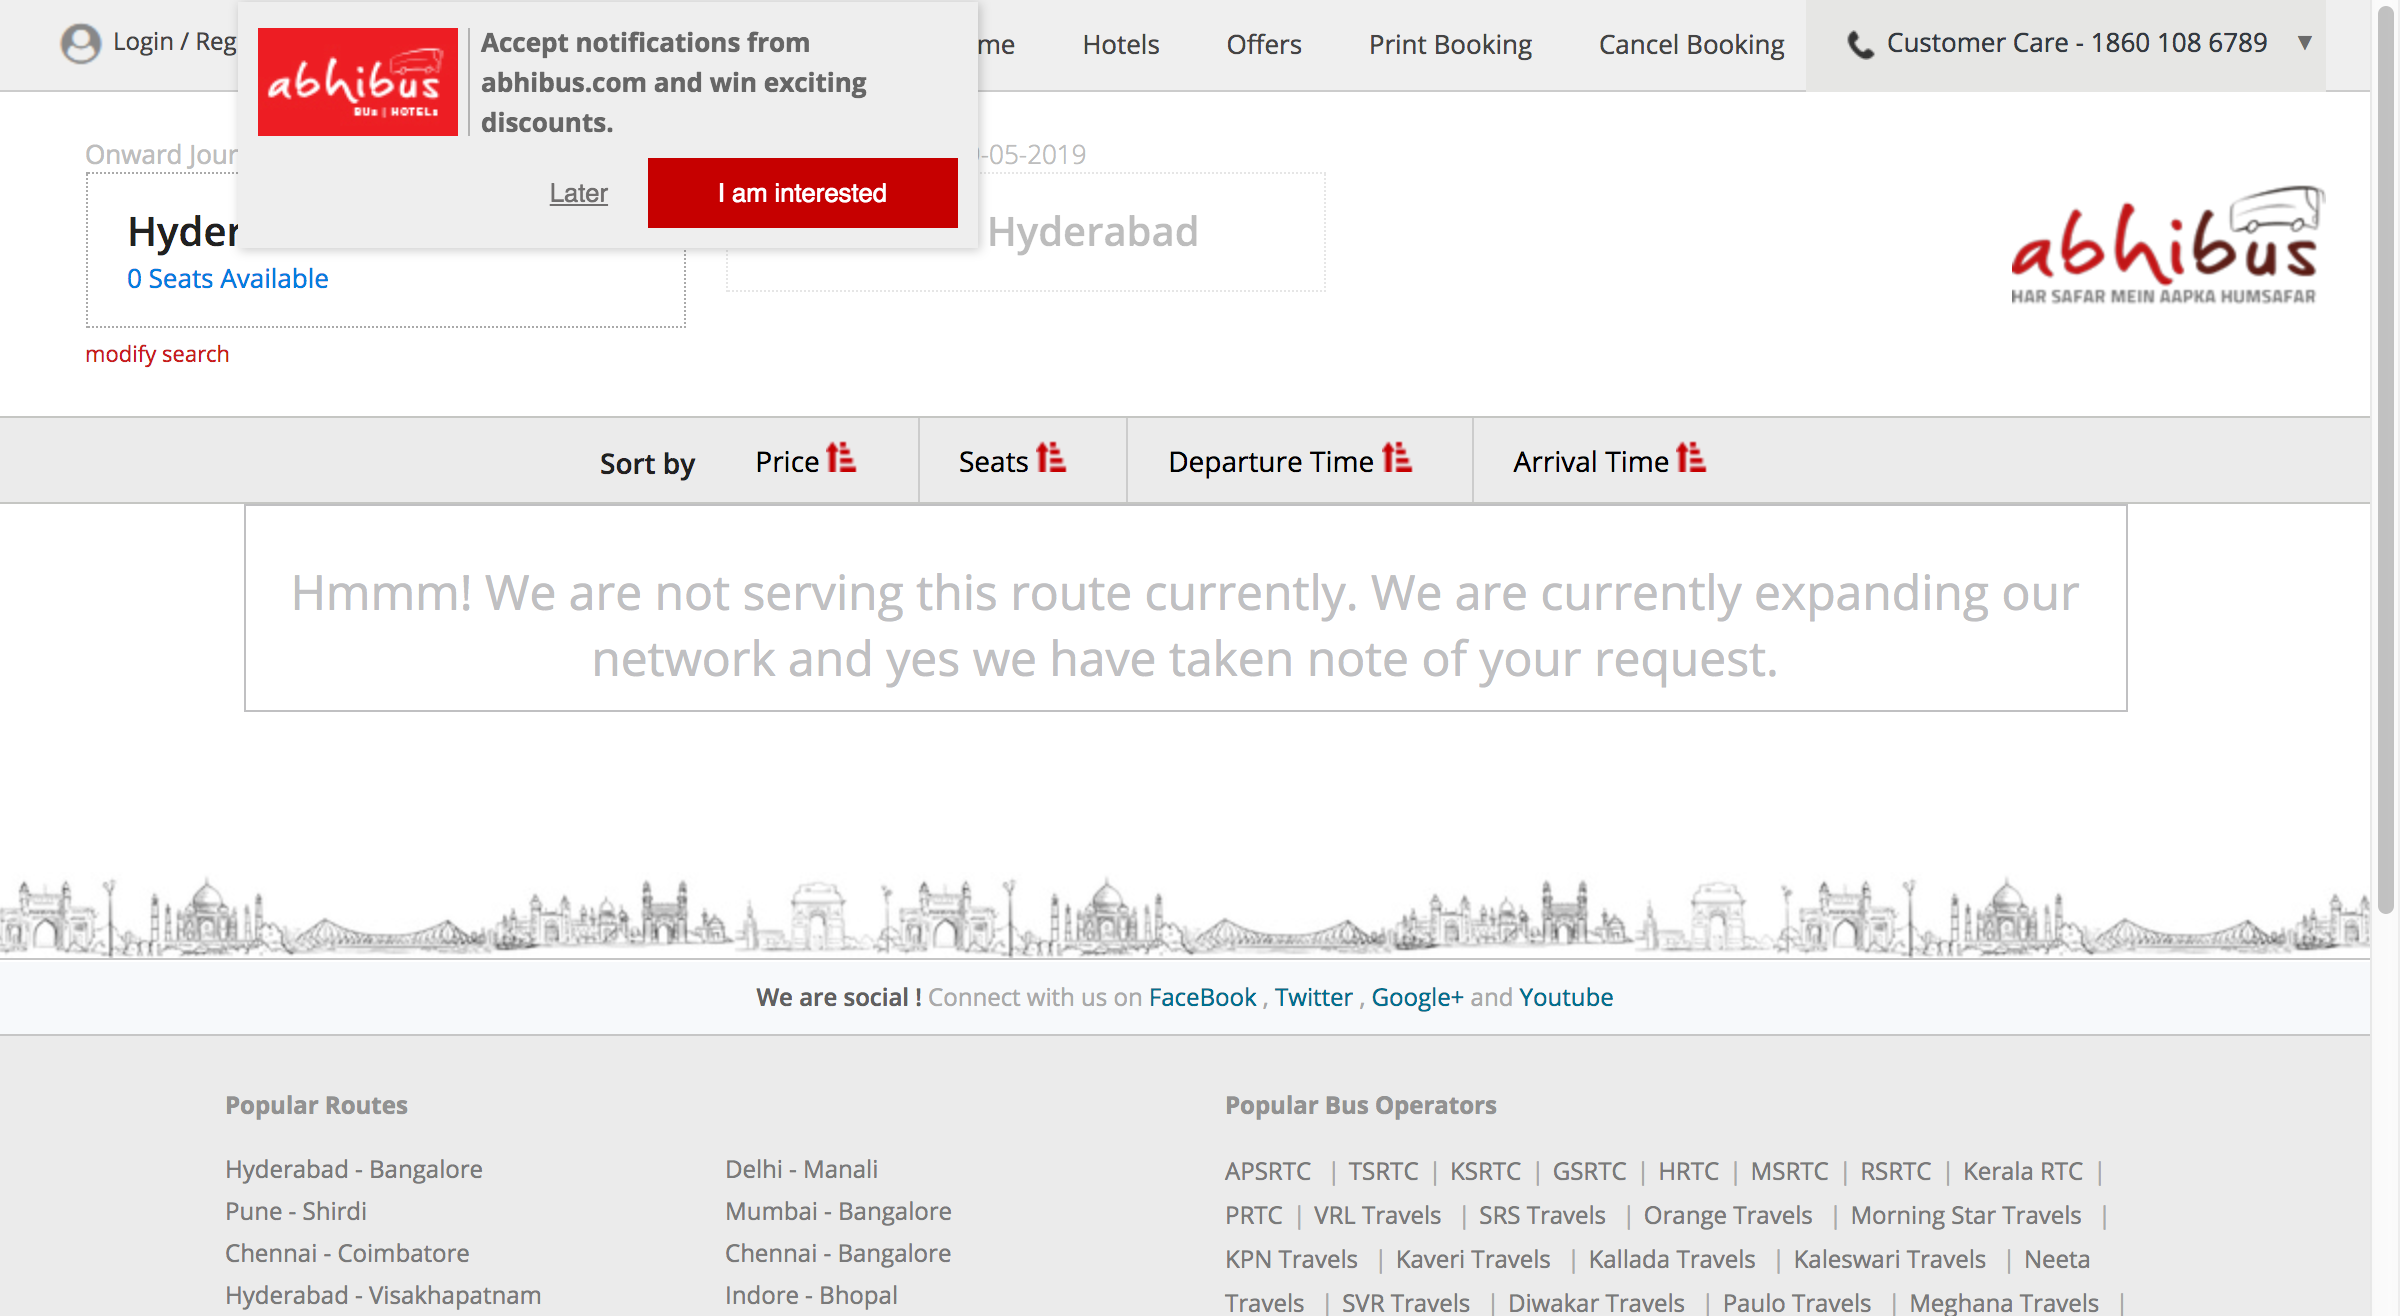 Login / Reg
abhibus
BUs | HOTELs
Accept notifications from
abhibus.com and win exciting
discounts.
Later
I am interested
me
Hotels
Offers
Print Booking
Cancel Booking
Customer Care - 1860 108 6789
Onward Jour
-05-2019
Hyder
0 Seats Available
Hyderabad
modify search
abhibus
HAR SAFAR MEIN AAPKA HUMSAFAR
Sort by
Price
Seats
Departure Time
Arrival Time
Hmmm! We are not serving this route currently. We are currently expanding our
network and yes we have taken note of your request.
We are social ! Connect with us on FaceBook , Twitter , Google+ and Youtube
Popular Routes
Hyderabad - Bangalore
Pune - Shirdi
Chennai - Coimbatore
Hyderabad - Visakhapatnam
Delhi - Manali
Mumbai - Bangalore
Chennai - Bangalore
Indore - Bhopal
Popular Bus Operators
APSRTC | TSRTC | KSRTC | GSRTC | HRTC | MSRTC | RSRTC | Kerala RTC |
PRTC | VRL Travels | SRS Travels | Orange Travels | Morning Star Travels |
KPN Travels | Kaveri Travels | Kallada Travels | Kaleswari Travels | Neeta
Travels | SVR Travels | Diwakar Travels | Paulo Travels | Meghana Travels |